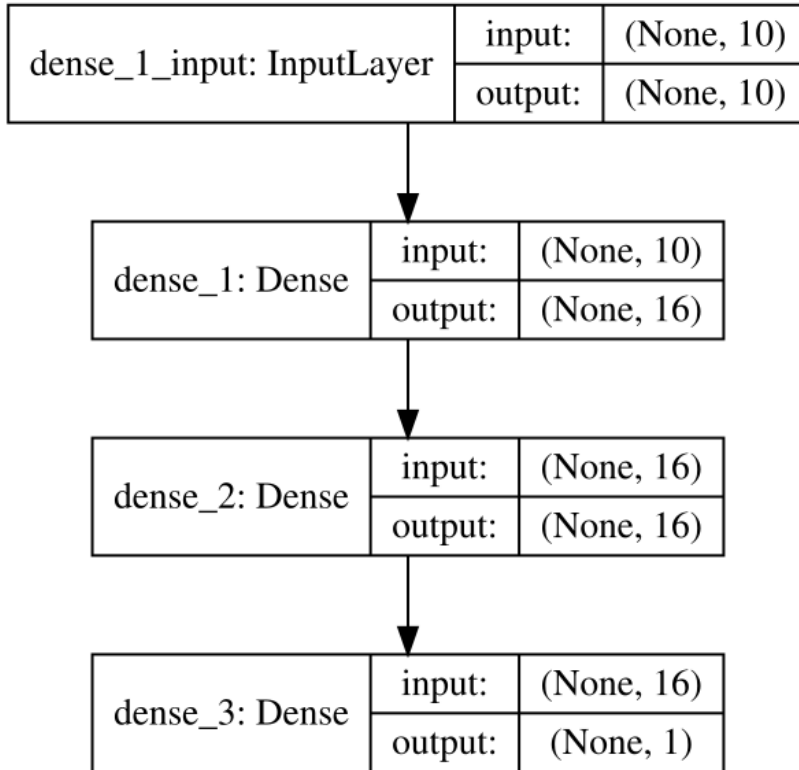 dense_1_input: InputLayer
input: (None, 10)
output: (None, 10)
dense_1: Dense
input: (None, 10)
output: (None, 16)
dense_2: Dense
input: (None, 16)
output: (None, 16)
dense_3: Dense
input: (None, 16)
output: (None, 1)